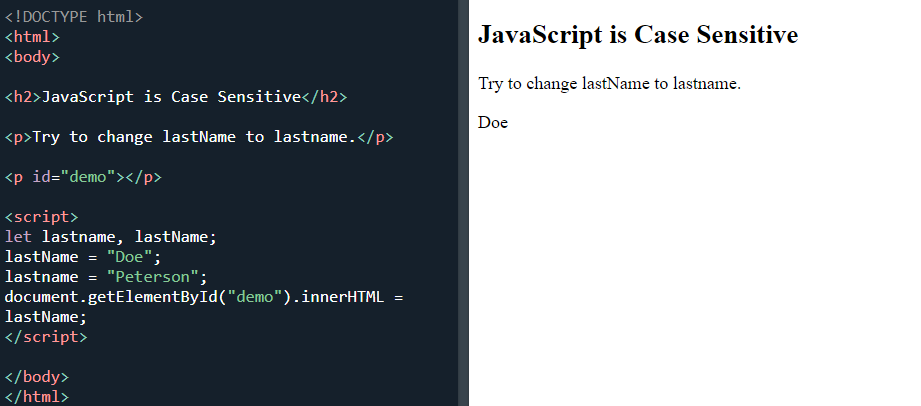 <!DOCTYPE html>
<html>
<body>
<h2>JavaScript is Case Sensitive</h2>
<p>Try to change lastName to lastname.</p>
<p id="demo"></p>
<script>
let lastname, lastName;
lastName = "Doe";
lastname = "Peterson";
document.getElementById("demo").innerHTML =
lastName;
</script>
</body>
</html>
JavaScript is Case Sensitive
Try to change lastName to lastname.
Doe